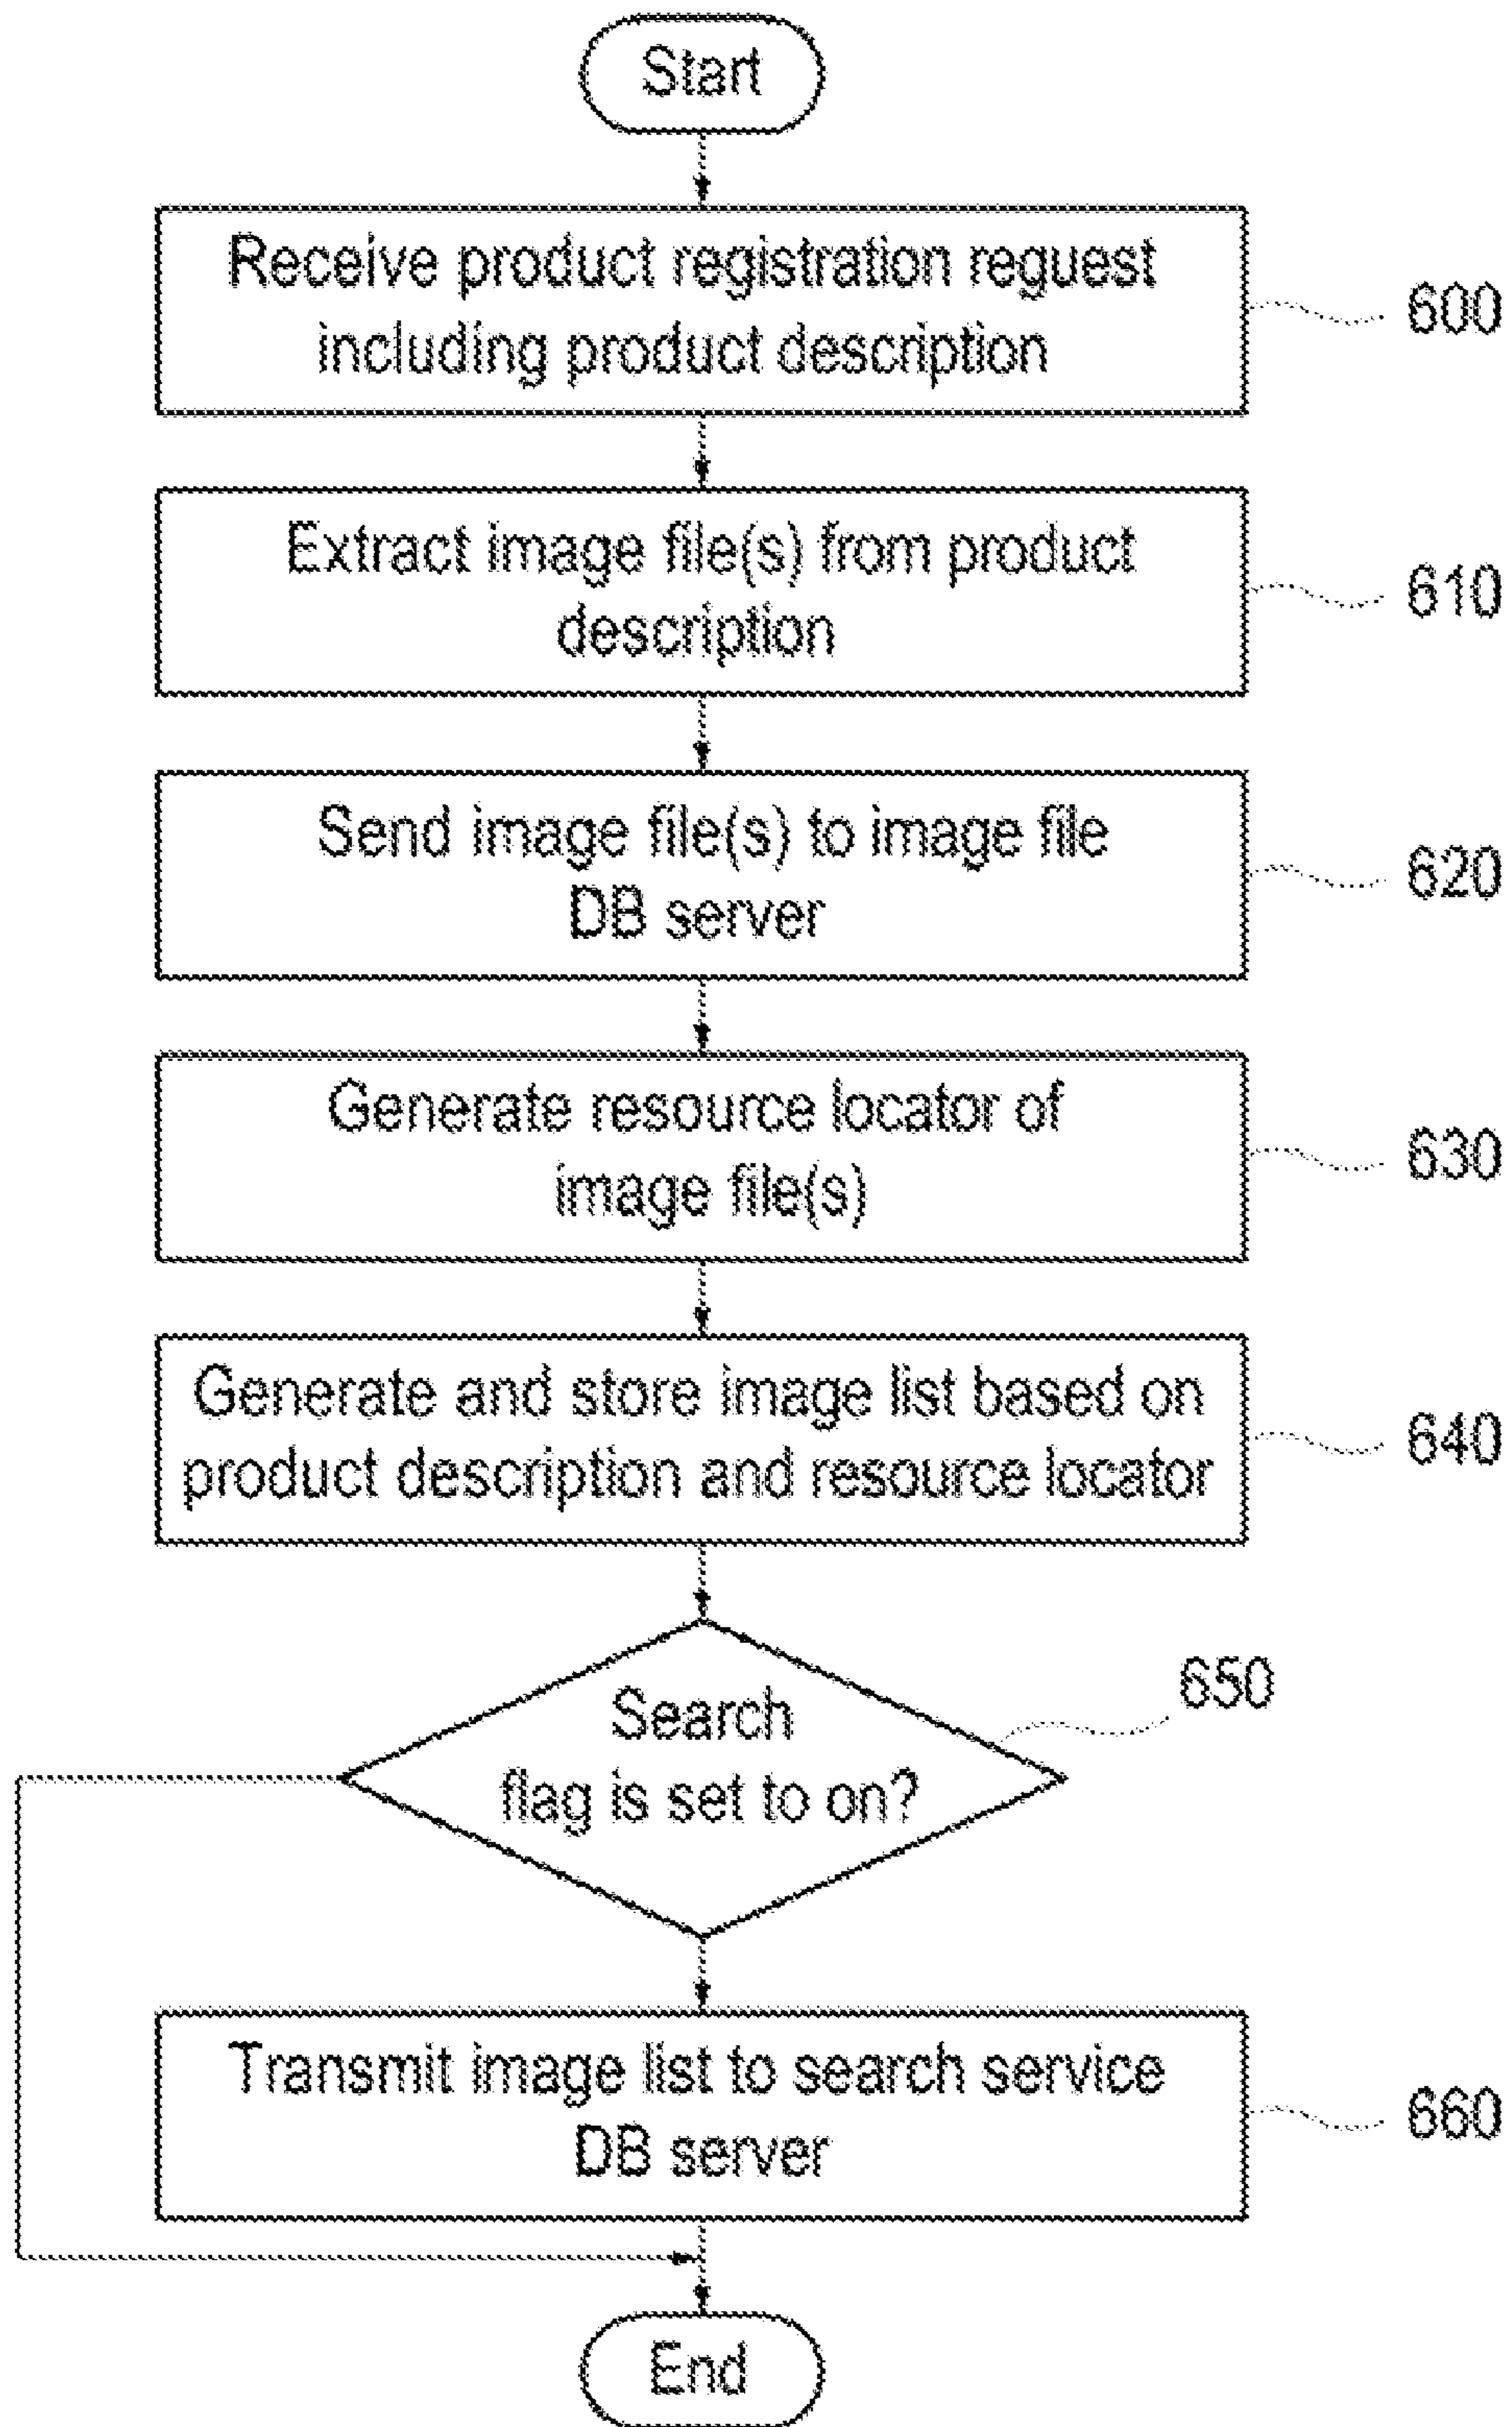 Start
Receive product registration reguest
including product description
600
Extract image file(s) from product
description
610
Send image file(s) to image file
DB server
620
Generate resource locator of
image file(s)
630
Generate and store image list based on
product description and resource locator
640
Search
flag is set to on?
650
Transmit image list to search service
DB server
660
End